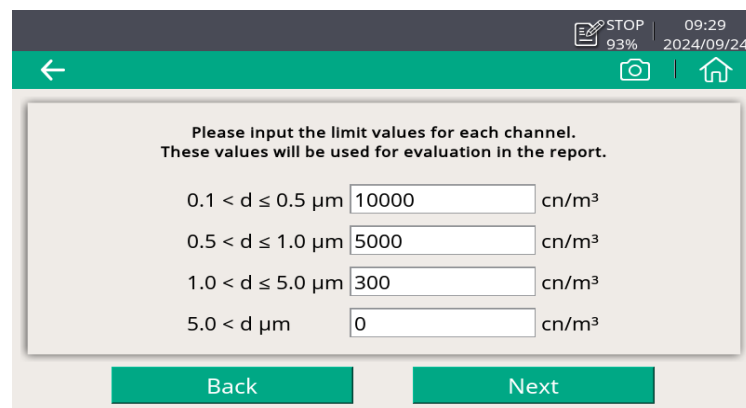 STOP 09:29
93% 2024/09/24
Please input the limit values for each channel.
These values will be used for evaluation in the report.
0.1 < d ≤ 0.5 µm 10000 cn/m³
0.5 < d ≤ 1.0 µm 5000 cn/m³
1.0 < d ≤ 5.0 µm 300 cn/m³
5.0 < d µm 0 cn/m³
Back Next